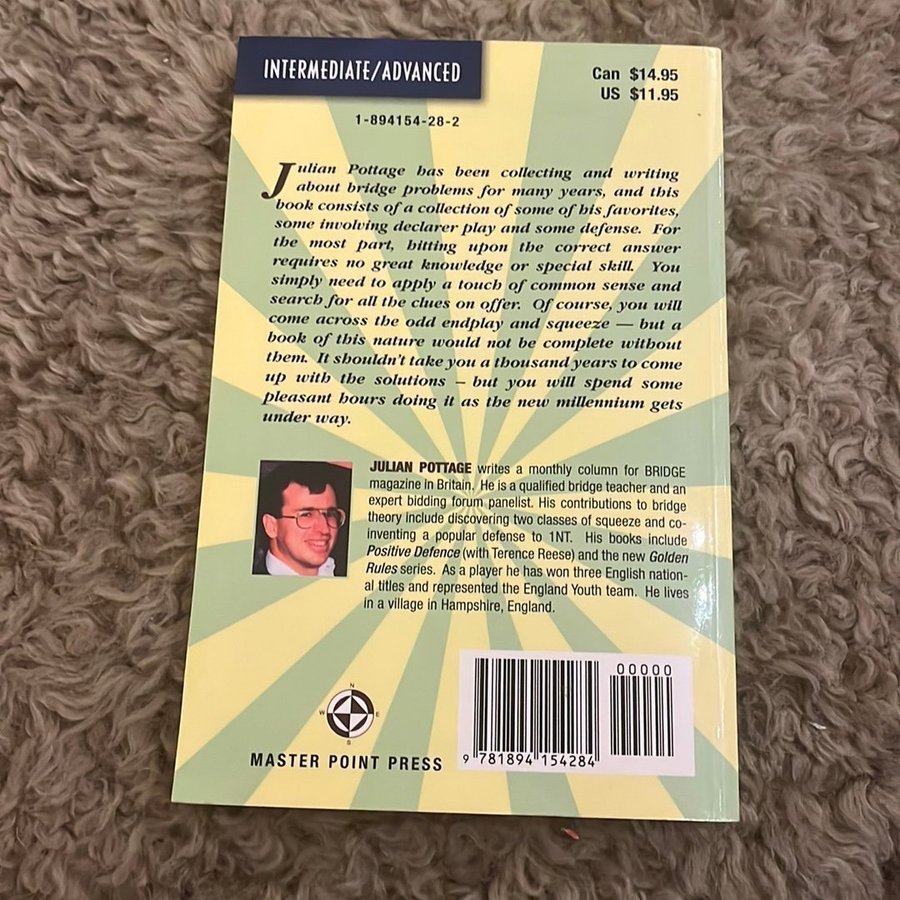 INTERMEDIATE/ADVANCED
Can $14.95
US $11.95
1-894154-28-2
Julian Pottage has been collecting and writing
about bridge problems for many years, and this
book consists of a collection of some of his favorites,
some involving declarer play and some defense. For
the most part, hitting upon the correct answer
requires no great knowledge or special skill. You
simply need to apply a touch of common sense and
search for all the clues on offer. Of course, you will
come across the odd endplay and squeeze — but a
book of this nature would not be complete without
them. It shouldn't take you a thousand years to come
up with the solutions – but you will spend some
pleasant hours doing it as the new millennium gets
under way.
JULIAN POTTAGE writes a monthly column for BRIDGE
magazine in Britain. He is a qualified bridge teacher and an
expert bidding forum panelist. His contributions to bridge
theory include discovering two classes of squeeze and co-
inventing a popular defense to 1NT. His books include
Positive Defence (with Terence Reese) and the new Golden
Rules series. As a player he has won three English nation-
al titles and represented the England Youth team. He lives
in a village in Hampshire, England.
N
W E
S
MASTER POINT PRESS
00000
9 781894 154284